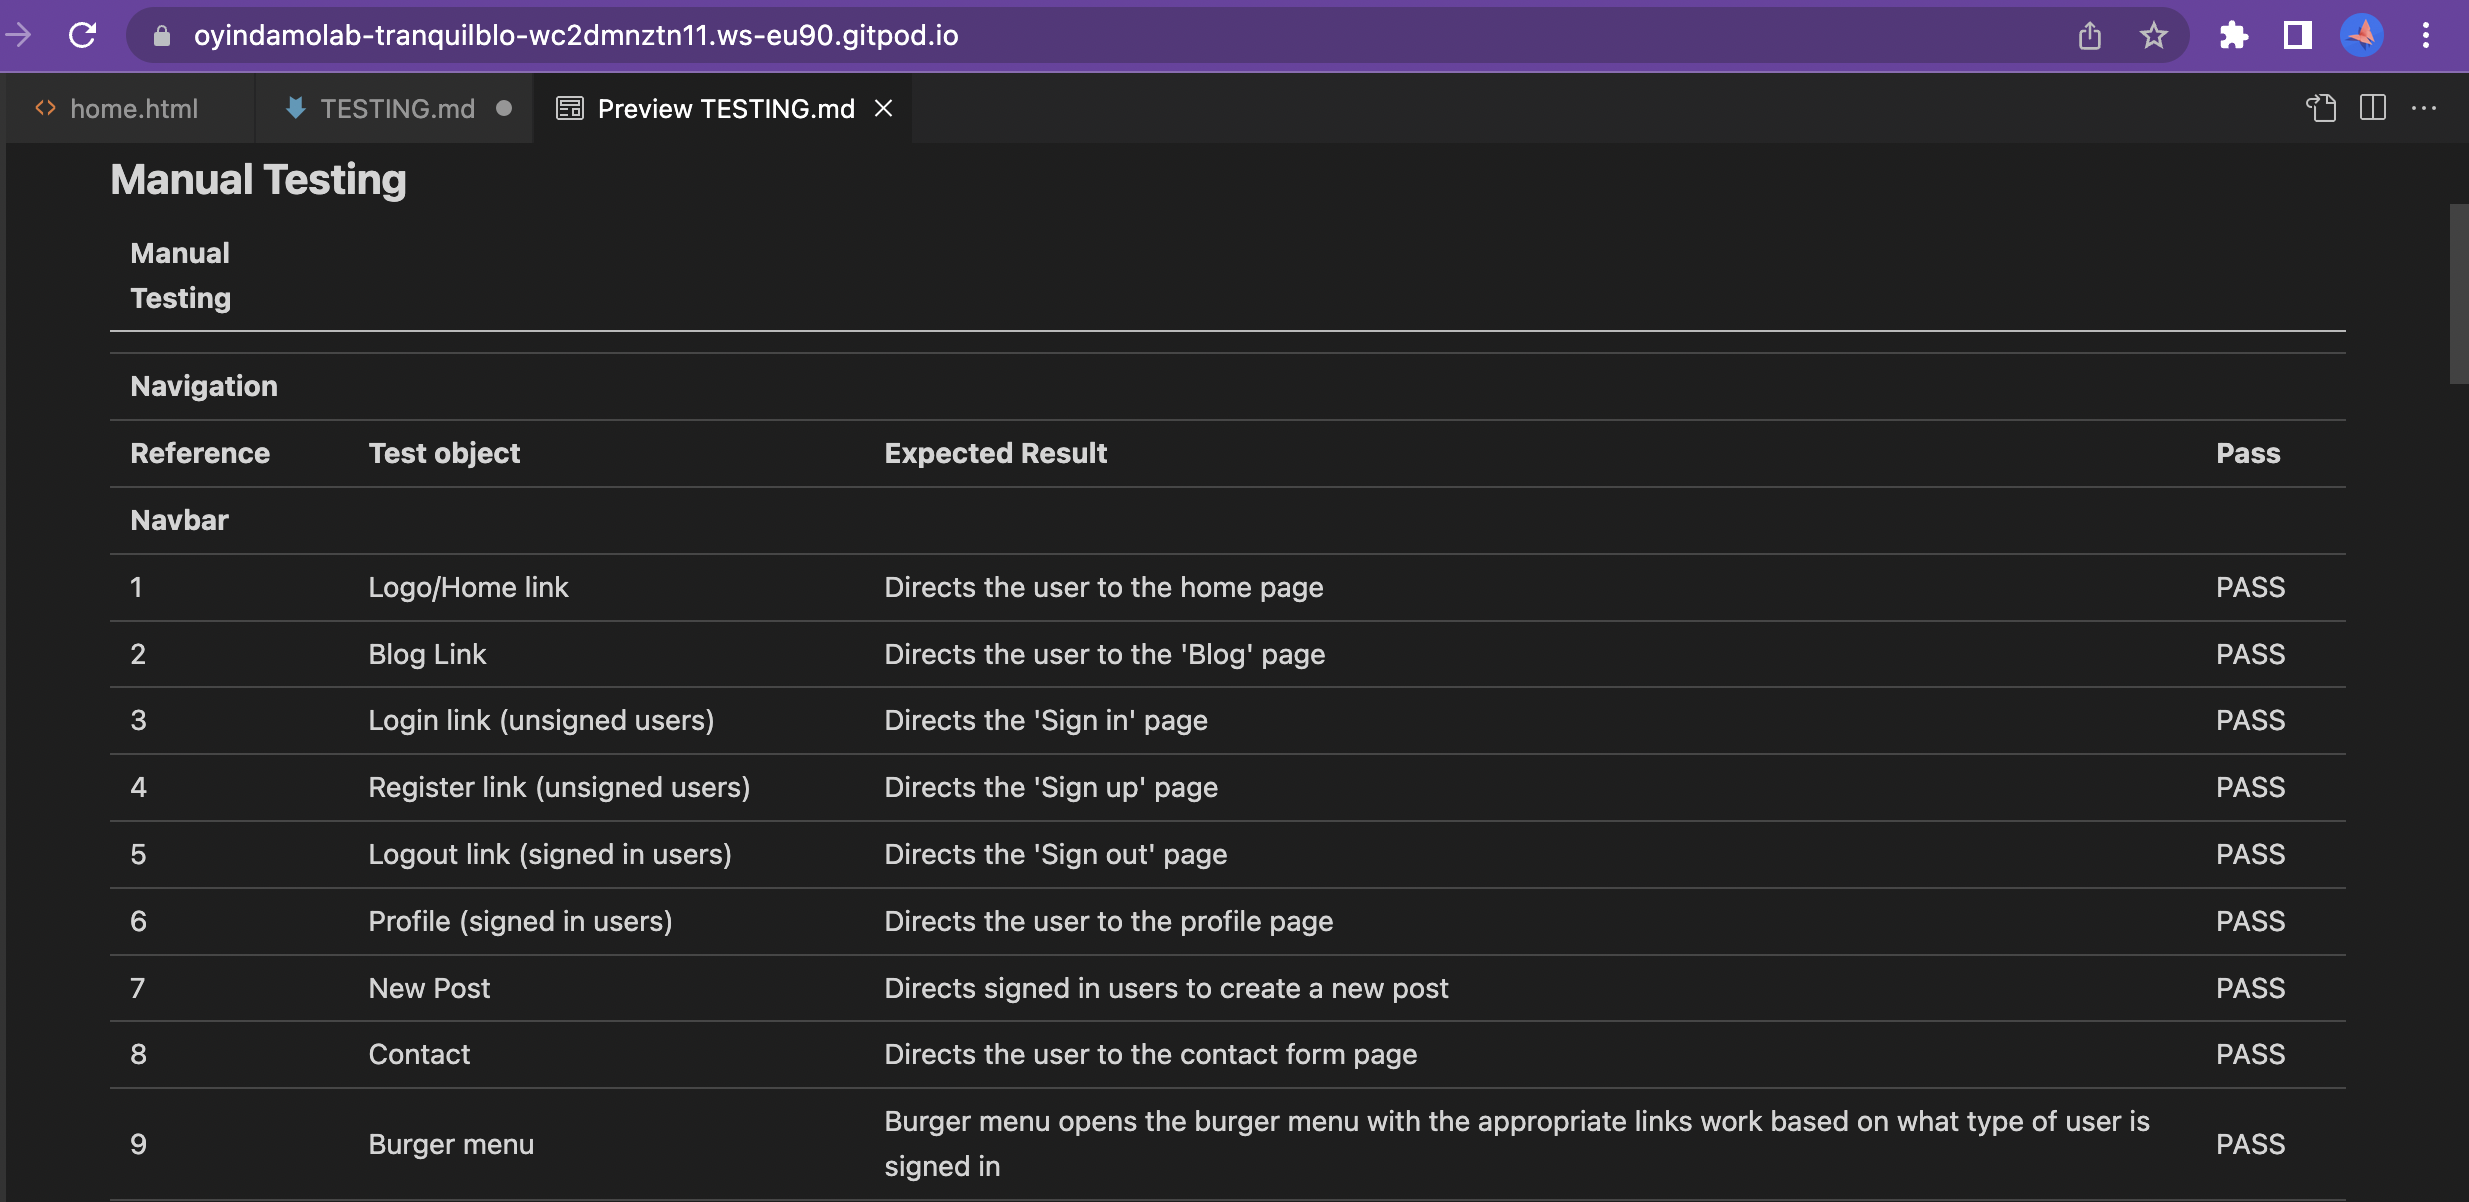 oyindamolab-tranquilblo-wc2dmnztn11.ws-eu90.gitpod.io
home.html TESTING.md Preview TESTING.md
Manual Testing
Manual
Testing
Navigation
Reference Test object Expected Result Pass
Navbar
1 Logo/Home link Directs the user to the home page PASS
2 Blog Link Directs the user to the 'Blog' page PASS
3 Login link (unsigned users) Directs the 'Sign in' page PASS
4 Register link (unsigned users) Directs the 'Sign up' page PASS
5 Logout link (signed in users) Directs the 'Sign out' page PASS
6 Profile (signed in users) Directs the user to the profile page PASS
7 New Post Directs signed in users to create a new post PASS
8 Contact Directs the user to the contact form page PASS
9 Burger menu Burger menu opens the burger menu with the appropriate links work based on what type of user is
signed in PASS